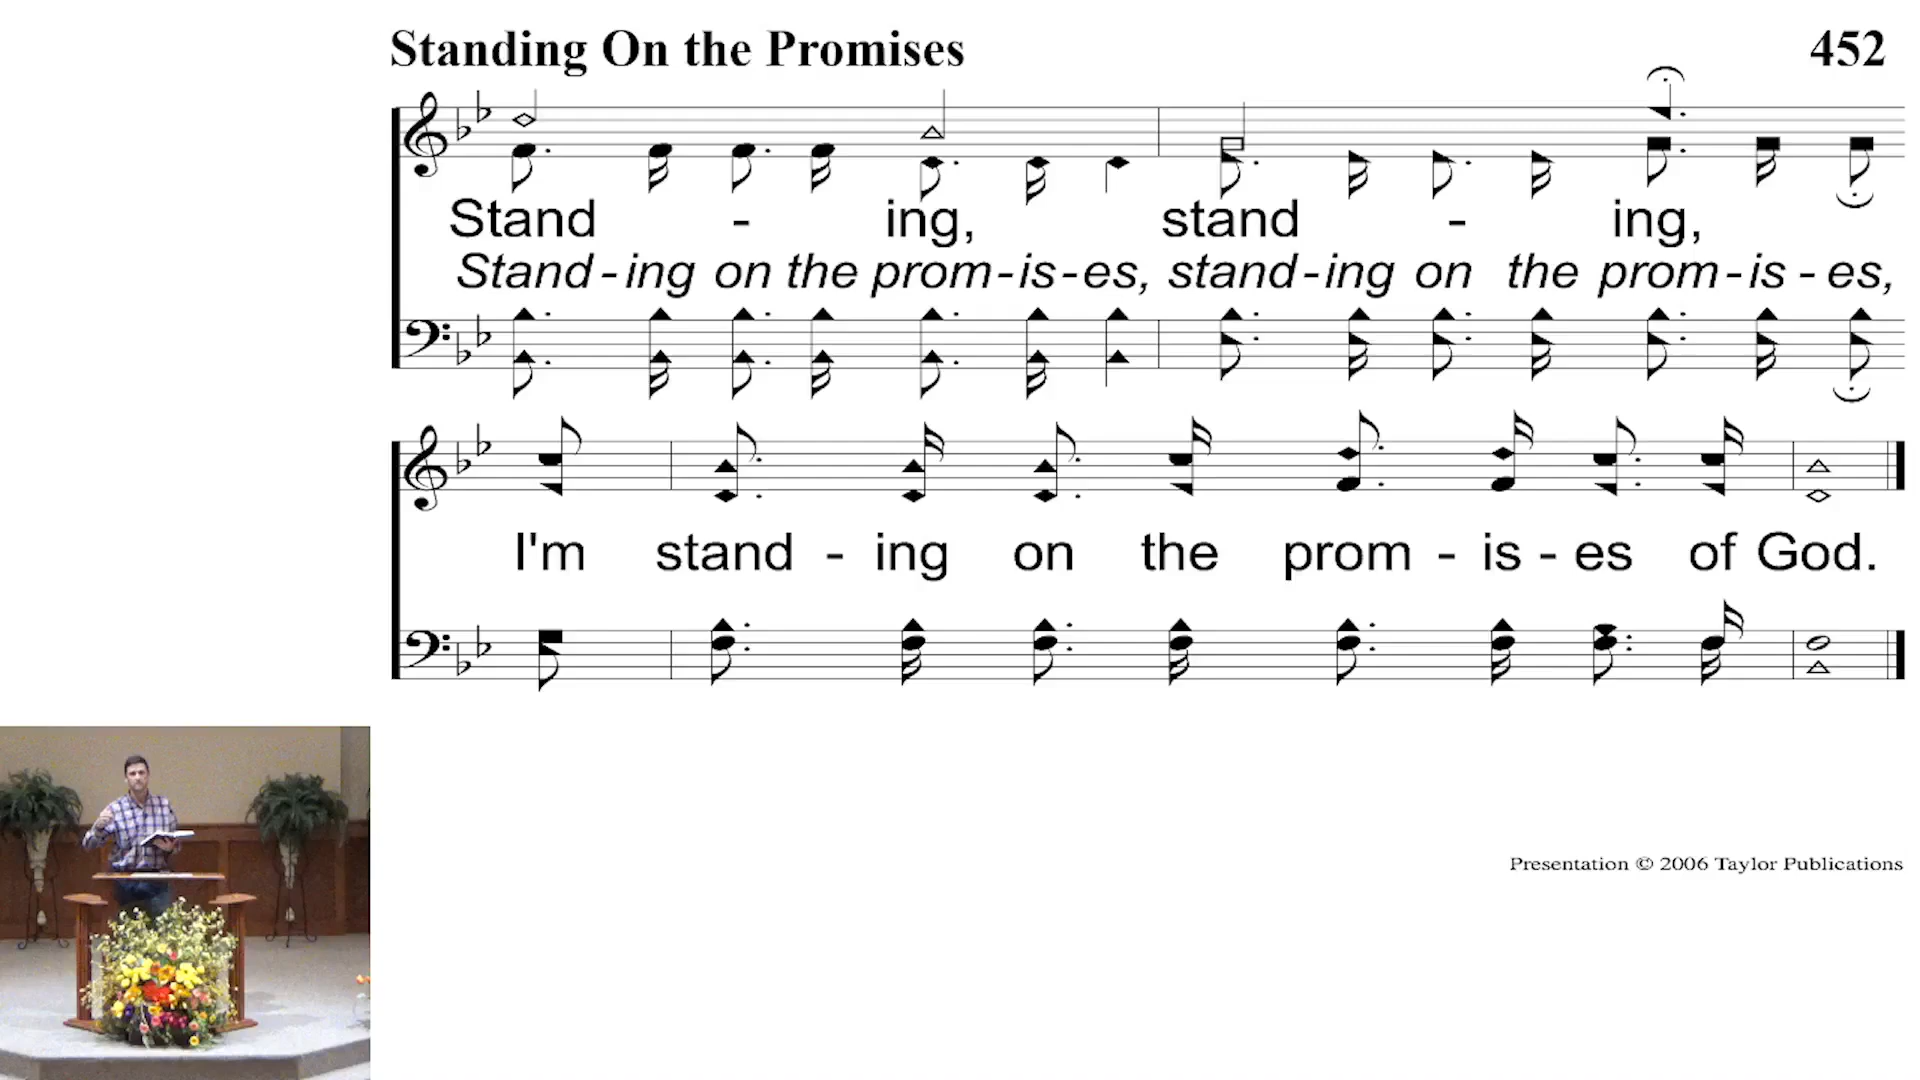 Standing On the Promises 452
Stand - ing, stand - ing,
Stand-ing on the prom-is-es, stand-ing on the prom-is-es,
I'm stand - ing on the prom - is - es of God.
Presentation © 2006 Taylor Publications